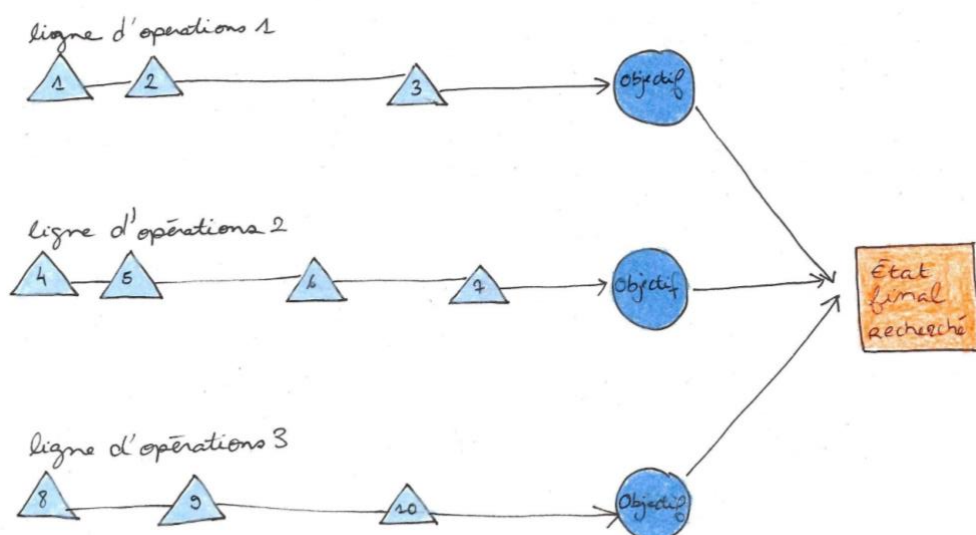 ligne d'operations 1
1
2
3
Objectif
ligne d'opérations 2
4
5
6
7
Objectif
État
final
recherché
ligne d'opérations 3
8
9
10
Objectif